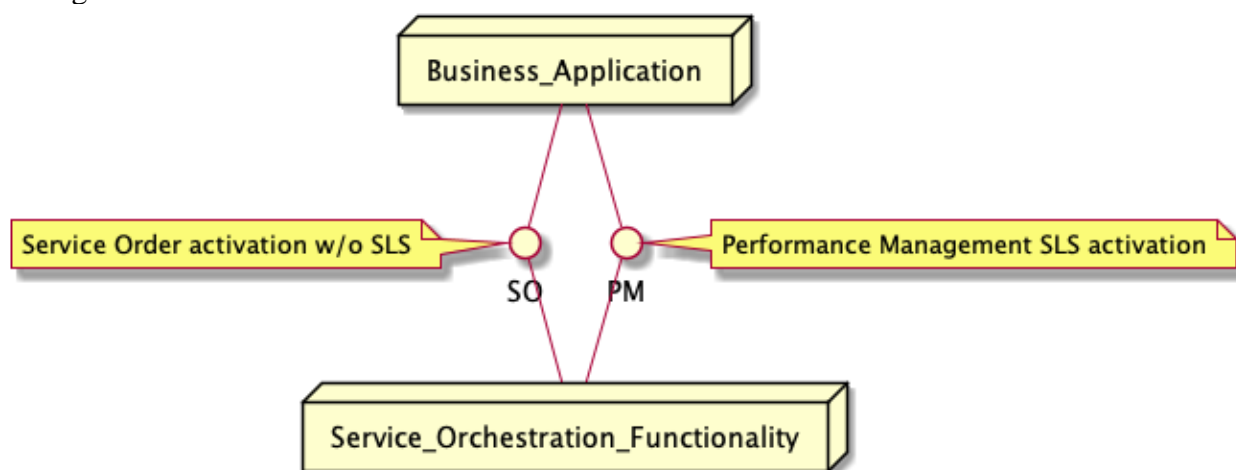 Business_Application
Service Order activation w/o SLS
Performance Management SLS activation
SO
PM
Service_Orchestration_Functionality